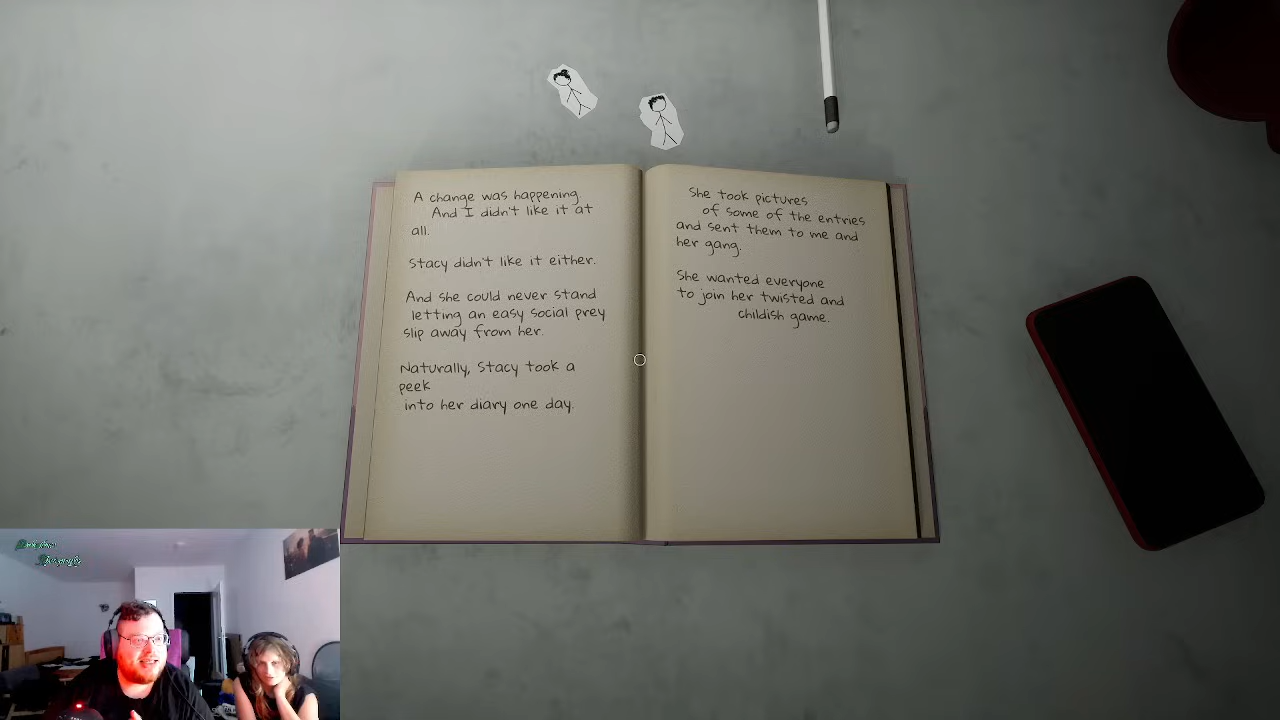 A change was happening
And I didn't like it at
all.
Stacy didn't like it either.
And she could never stand
letting an easy social prey
slip away from her.
Naturally, Stacy took a
peek
into her diary one day.
She took pictures
of some of the entries
and sent them to me and
her gang.
She wanted everyone
to join her twisted and
childish game.